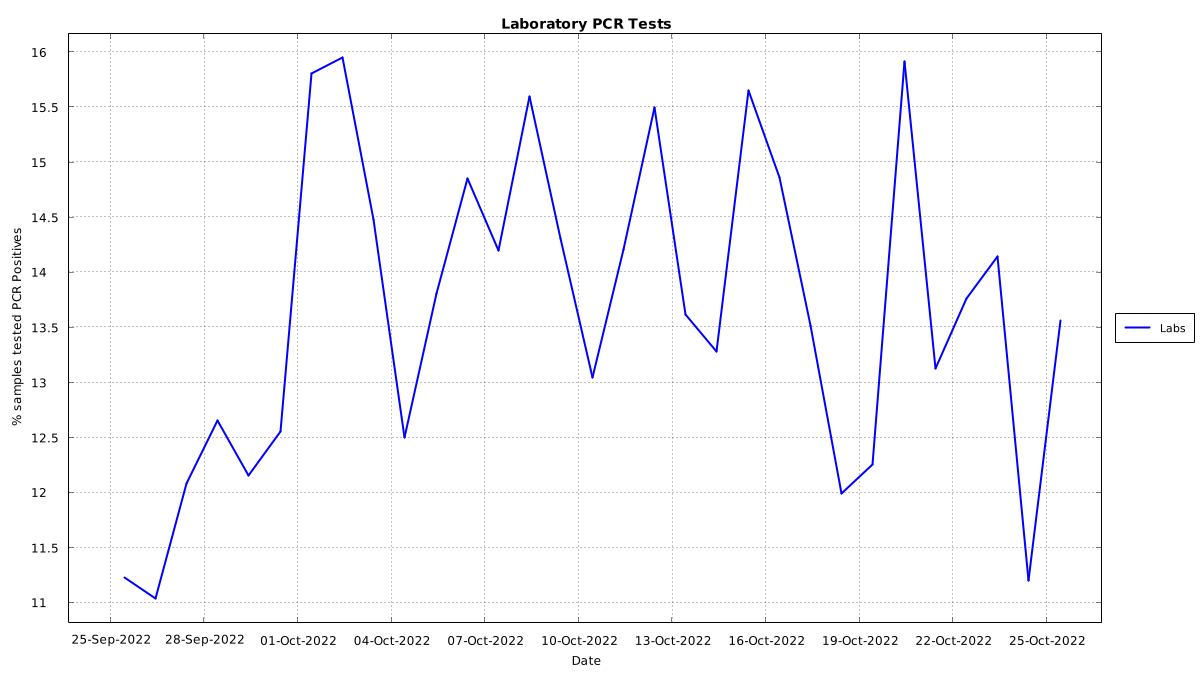 Laboratory PCR Tests
16
15.5
15
14.5
14
13.5
13
12.5
12
11.5
11
% samples tested PCR Positives
25-Sep-2022 28-Sep-2022 01-Oct-2022 04-Oct-2022 07-Oct-2022 10-Oct-2022 13-Oct-2022 16-Oct-2022 19-Oct-2022 22-Oct-2022 25-Oct-2022
Date
Labs